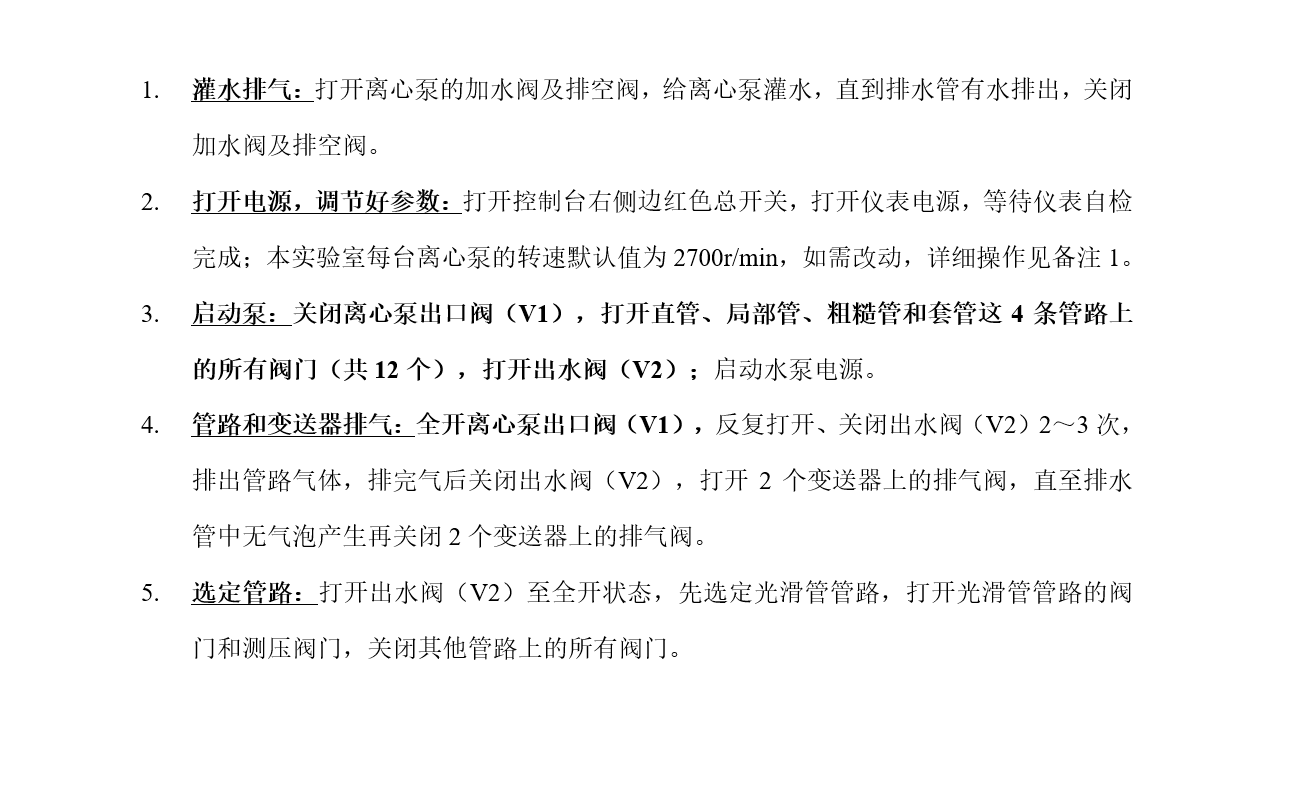 1. 灌水排气：打开离心泵的加水阀及排空阀，给离心泵灌水，直到排水管有水排出，关闭
加水阀及排空阀。
2. 打开电源，调节好参数：打开控制台右侧边红色总开关，打开仪表电源，等待仪表自检
完成；本实验室每台离心泵的转速默认值为 2700r/min，如需改动，详细操作见备注 1。
3. 启动泵：关闭离心泵出口阀（V1），打开直管、局部管、粗糙管和套管这 4 条管路上
的所有阀门（共 12 个），打开出水阀（V2）；启动水泵电源。
4. 管路和变送器排气：全开离心泵出口阀（V1），反复打开、关闭出水阀（V2）2～3 次，
排出管路气体，排完气后关闭出水阀（V2），打开 2 个变送器上的排气阀，直至排水
管中无气泡产生再关闭 2 个变送器上的排气阀。
5. 选定管路：打开出水阀（V2）至全开状态，先选定光滑管管路，打开光滑管管路的阀
门和测压阀门，关闭其他管路上的所有阀门。